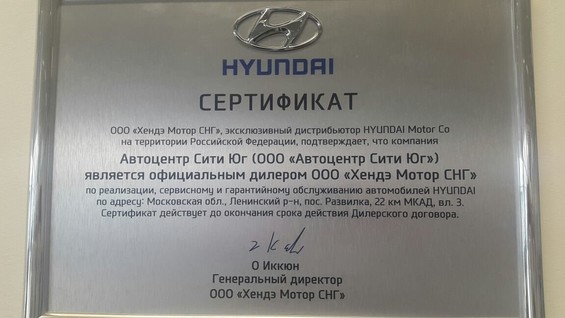 HYUNDAI
СЕРТИФИКАТ
ООО «Хендэ Мотор СНГ», эксклюзивный дистрибьютор HYUNDAI Motor Co
на территории Российской Федерации, подтверждает, что компания
Автоцентр Сити Юг (ООО «Автоцентр Сити Юг»)
является официальным дилером ООО «Хендэ Мотор СНГ»
по реализации, сервисному и гарантийному обслуживанию автомобилей HYUNDAI
по адресу: Московская обл., Ленинский р-н, пос. Развилка, 22 км МКАД, вл. 3.
Сертификат действует до окончания срока действия Дилерского договора.
О Иккюн
Генеральный директор
ООО «Хендэ Мотор СНГ»